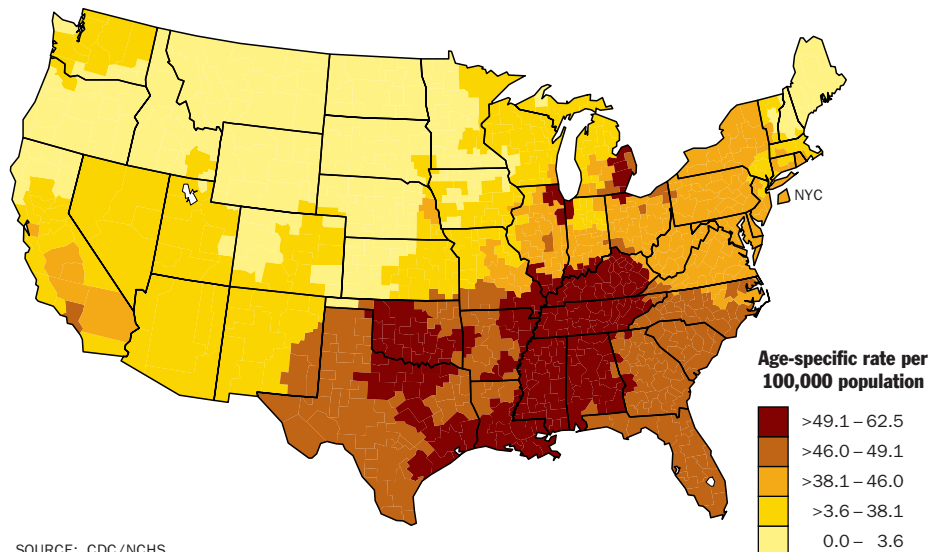 NYC
Age-specific rate per
100,000 population
>49.1 – 62.5
>46.0 – 49.1
>38.1 – 46.0
>3.6 – 38.1
0.0 – 3.6
SOURCE: CDC/NCHS